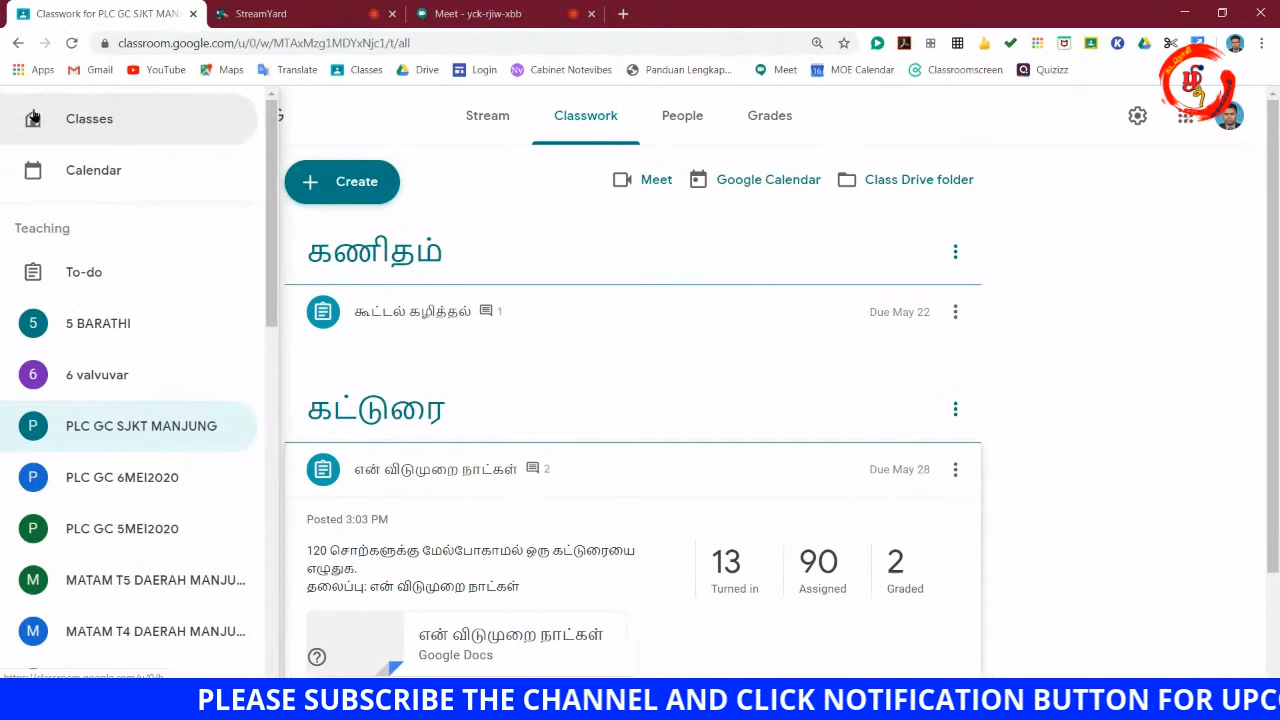 Classwork for PLC GC SJKT MAN
StreamYard
Meet - yck-rjiw-xbb
classroom.google.com/u/0/w/MTAxMzg1MDYxNjc1/t/all
Apps
Gmail
YouTube
Maps
Translate
Classes
Drive
Login
Cabinet Notevibes
Panduan Lengkap...
Meet
MOE Calendar
Classroomscreen
Quizizz
Classes
Stream
Classwork
People
Grades
Calendar
Create
Meet
Google Calendar
Class Drive folder
Teaching
To-do
கணிதம்
கூட்டல் கழித்தல் 1
Due May 22
5 5 BARATHI
6 6 valvuvar
P PLC GC SJKT MANJUNG
கட்டுரை
P PLC GC 6MEI2020
என் விடுமுறை நாட்கள் 2
Due May 28
P PLC GC 5MEI2020
Posted 3:03 PM
120 சொற்களுக்கு மேல்போகாமல் ஒரு கட்டுரையை
எழுதுக.
தலைப்பு: என் விடுமுறை நாட்கள்
13 90 2
Turned in Assigned Graded
M MATAM T5 DAERAH MANJU...
M MATAM T4 DAERAH MANJU...
என் விடுமுறை நாட்கள்
Google Docs
PLEASE SUBSCRIBE THE CHANNEL AND CLICK NOTIFICATION BUTTON FOR UPC